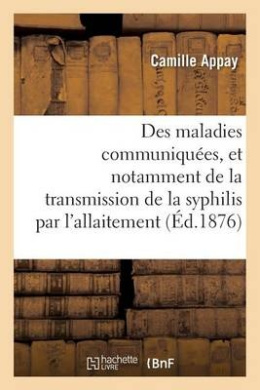 Camille Appay
Des maladies
communiquées, et notamment de la
transmission de la syphilis
par l'allaitement (Éd.1876)
hachette
LIVRE
{BnF